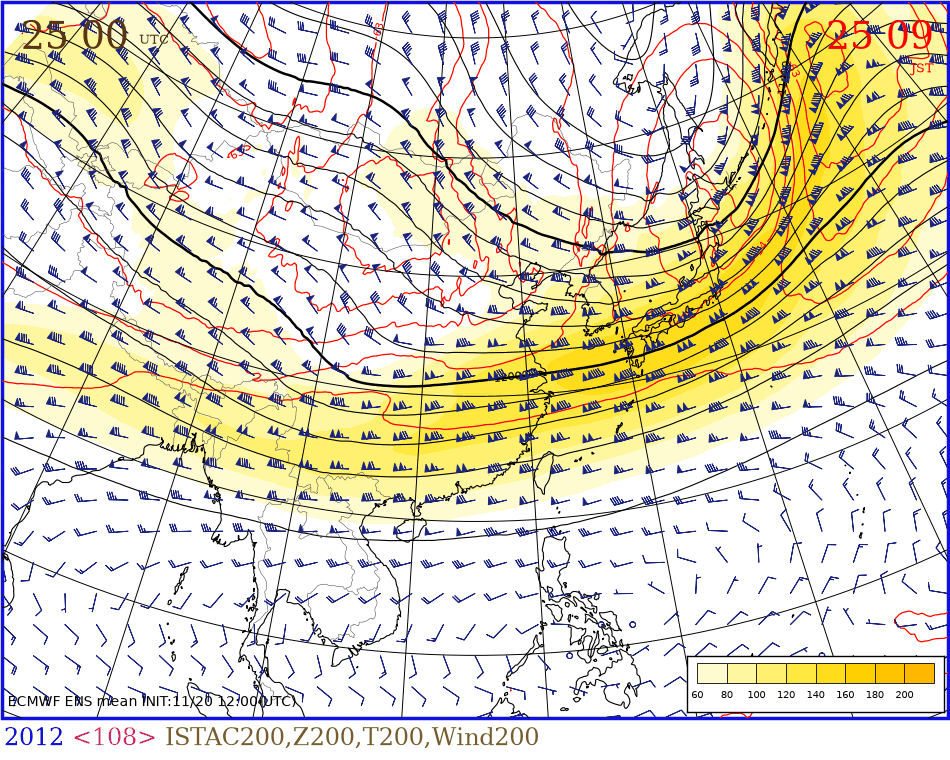 25 00 UTC
25 09 JST
12000
60 80 100 120 140 160 180 200
ECMWF ENS mean INIT:11/20 12:00(UTC)
2012 <108> ISTAC200,Z200,T200,Wind200